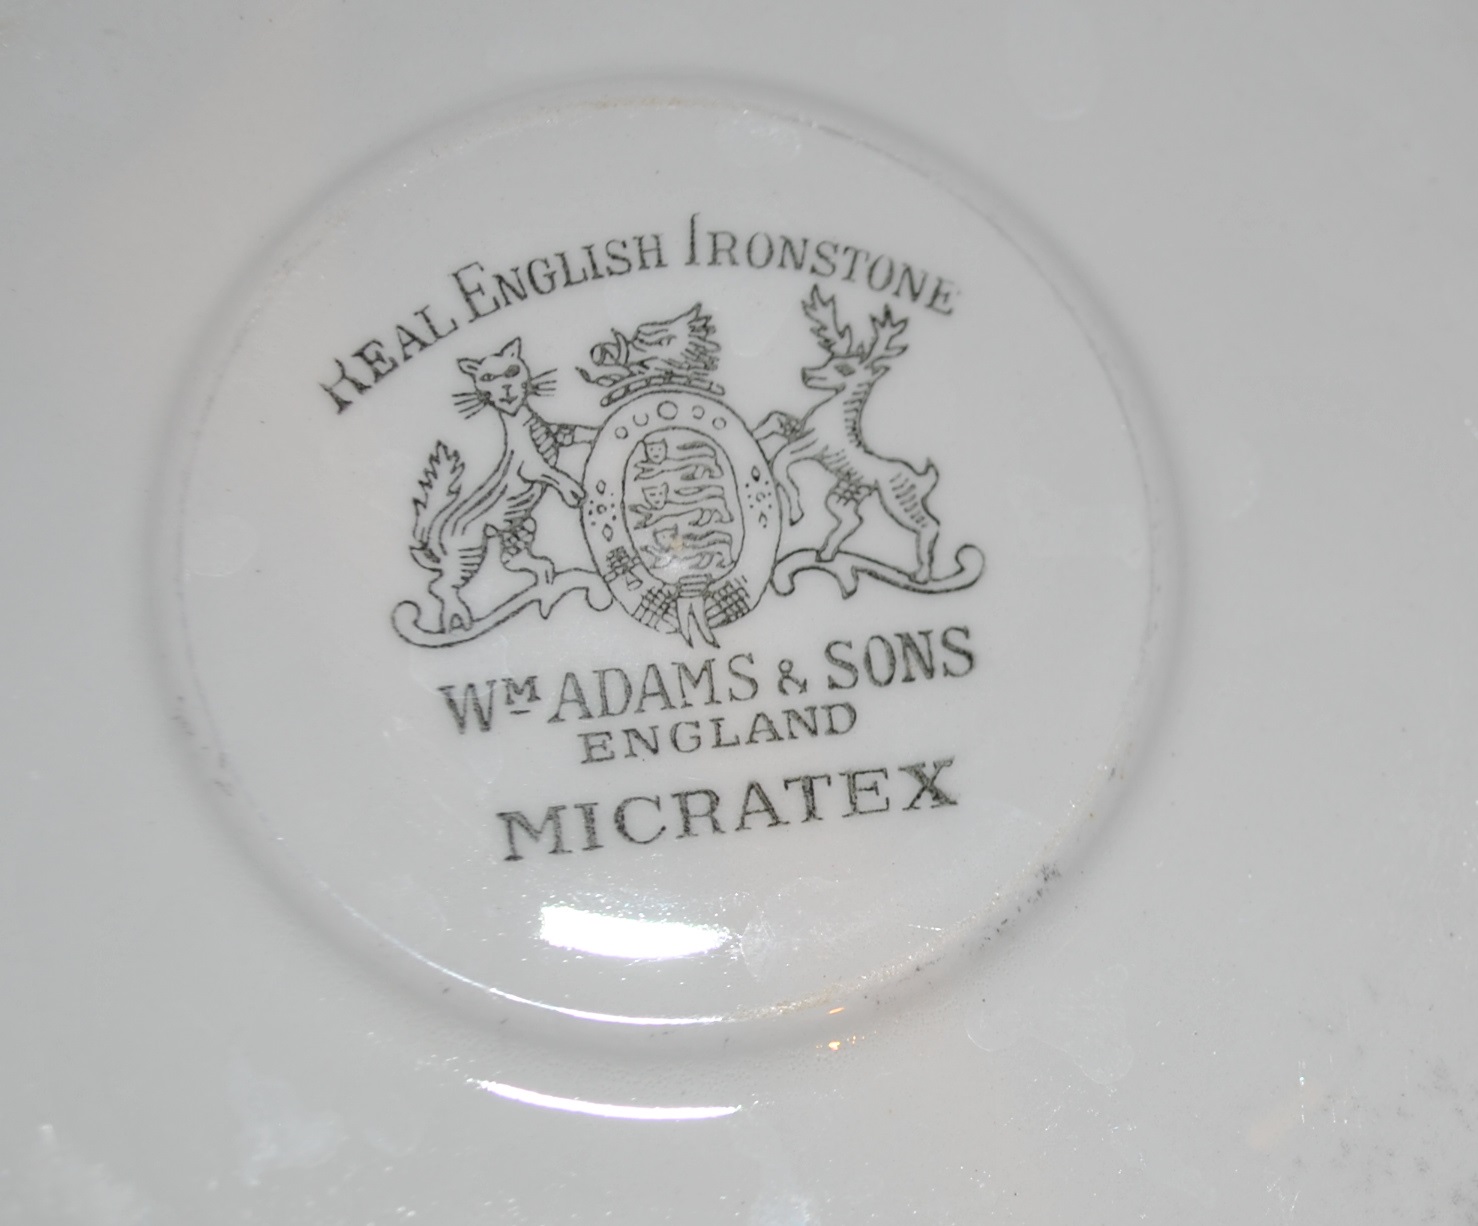 REAL ENGLISH IRONSTONE
WM ADAMS & SONS
ENGLAND
MICRATEX